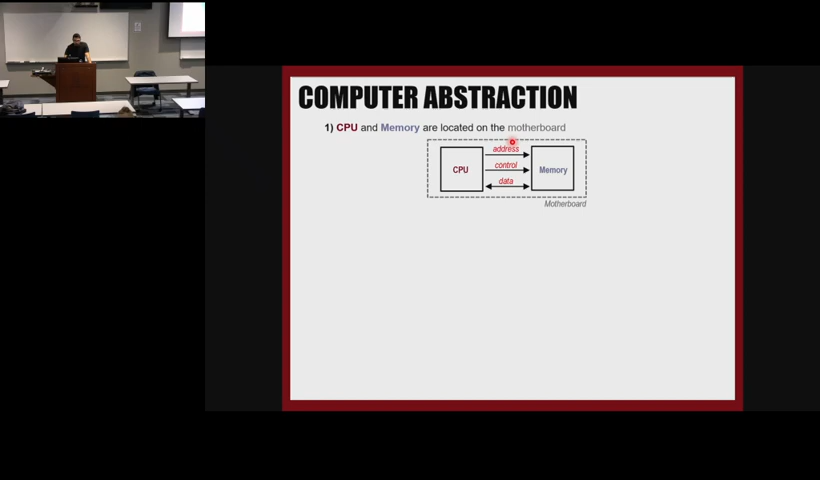 COMPUTER ABSTRACTION
1) CPU and Memory are located on the motherboard
address
CPU
control
Memory
data
Motherboard